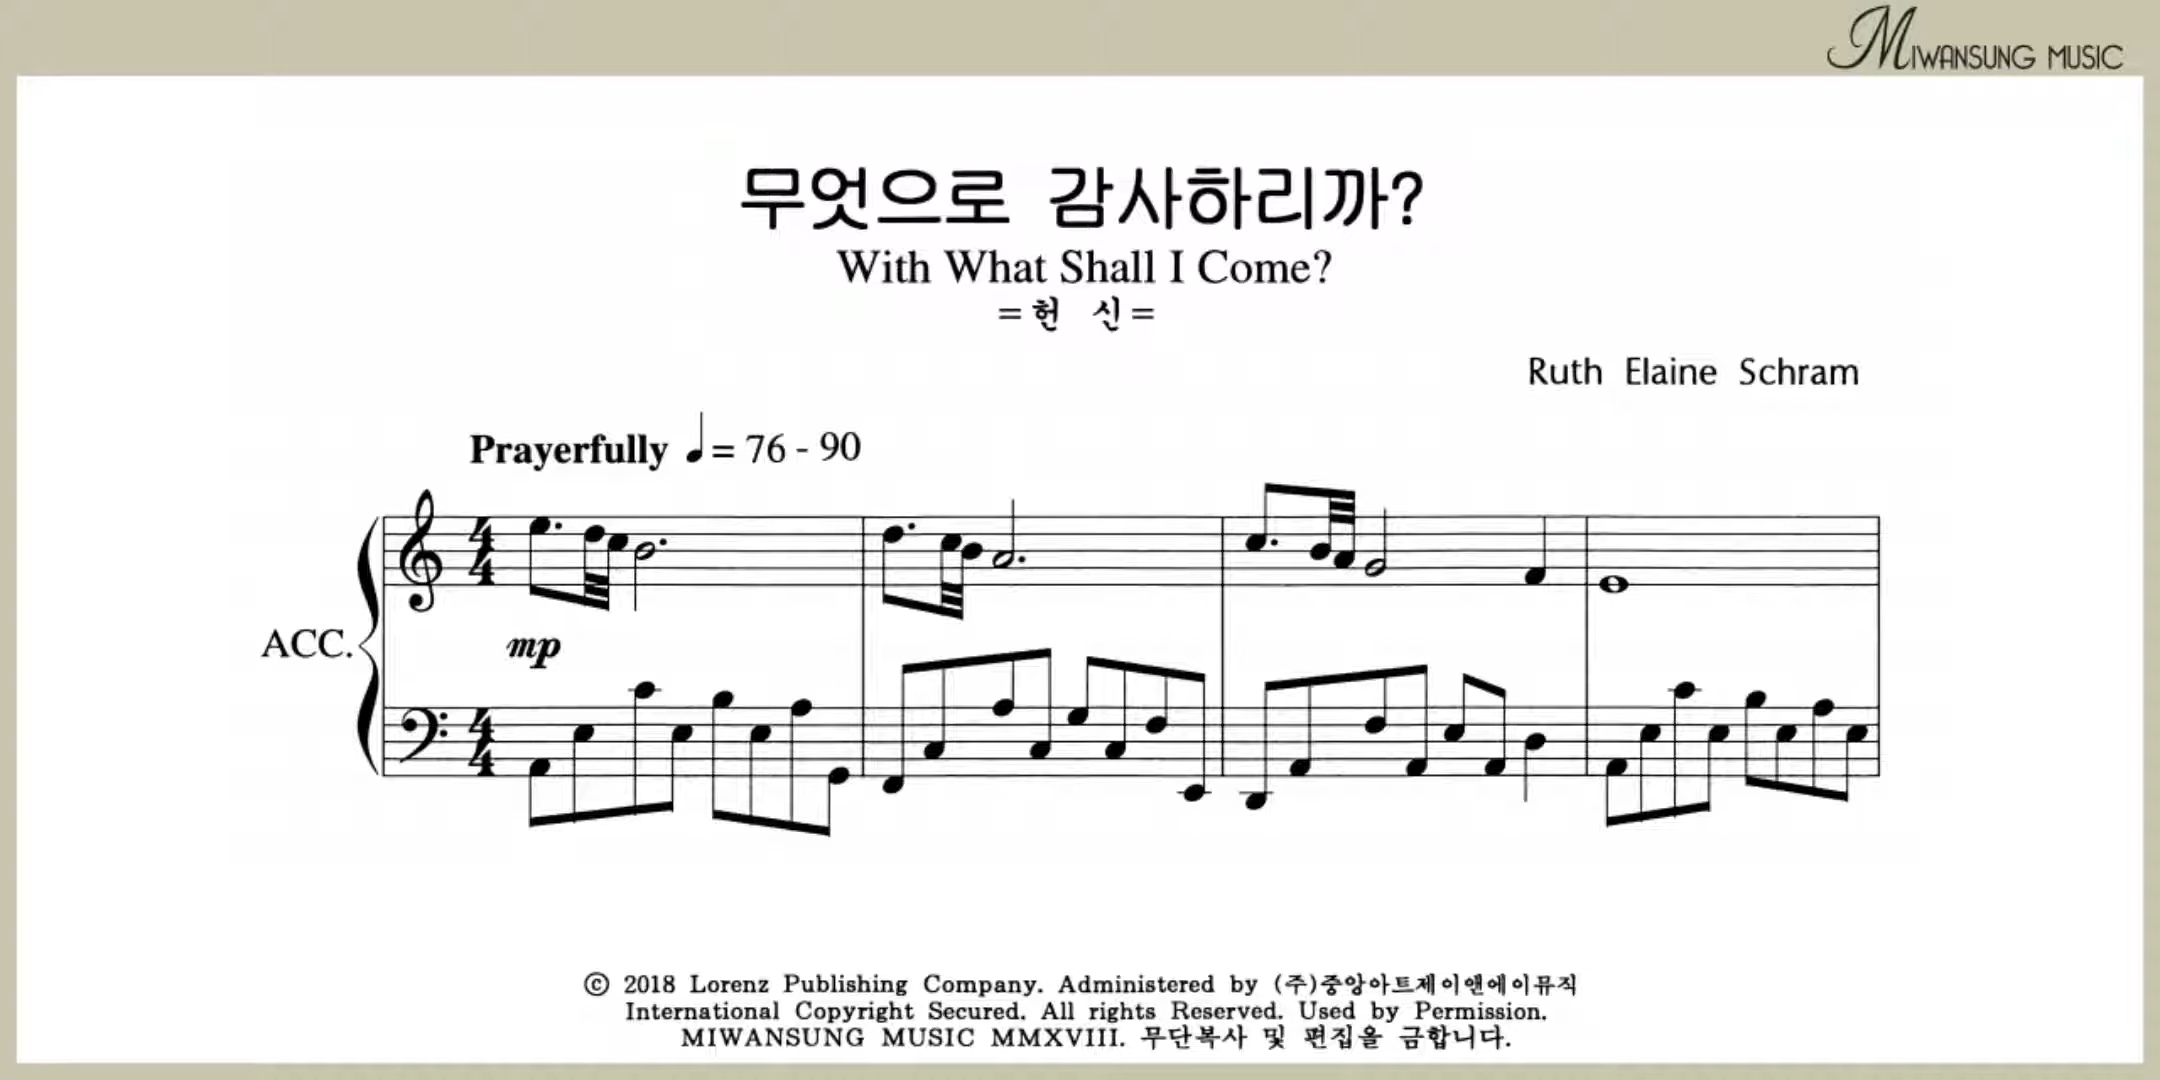 MIWANSUNG MUSIC
무엇으로 감사하리까?
With What Shall I Come?
= 헌 신 =
Ruth Elaine Schram
Prayerfully ♩= 76 - 90
ACC.
mp
© 2018 Lorenz Publishing Company. Administered by (주)중앙아트제이앤에이뮤직
International Copyright Secured. All rights Reserved. Used by Permission.
MIWANSUNG MUSIC MMXVIII. 무단복사 및 편집을 금합니다.